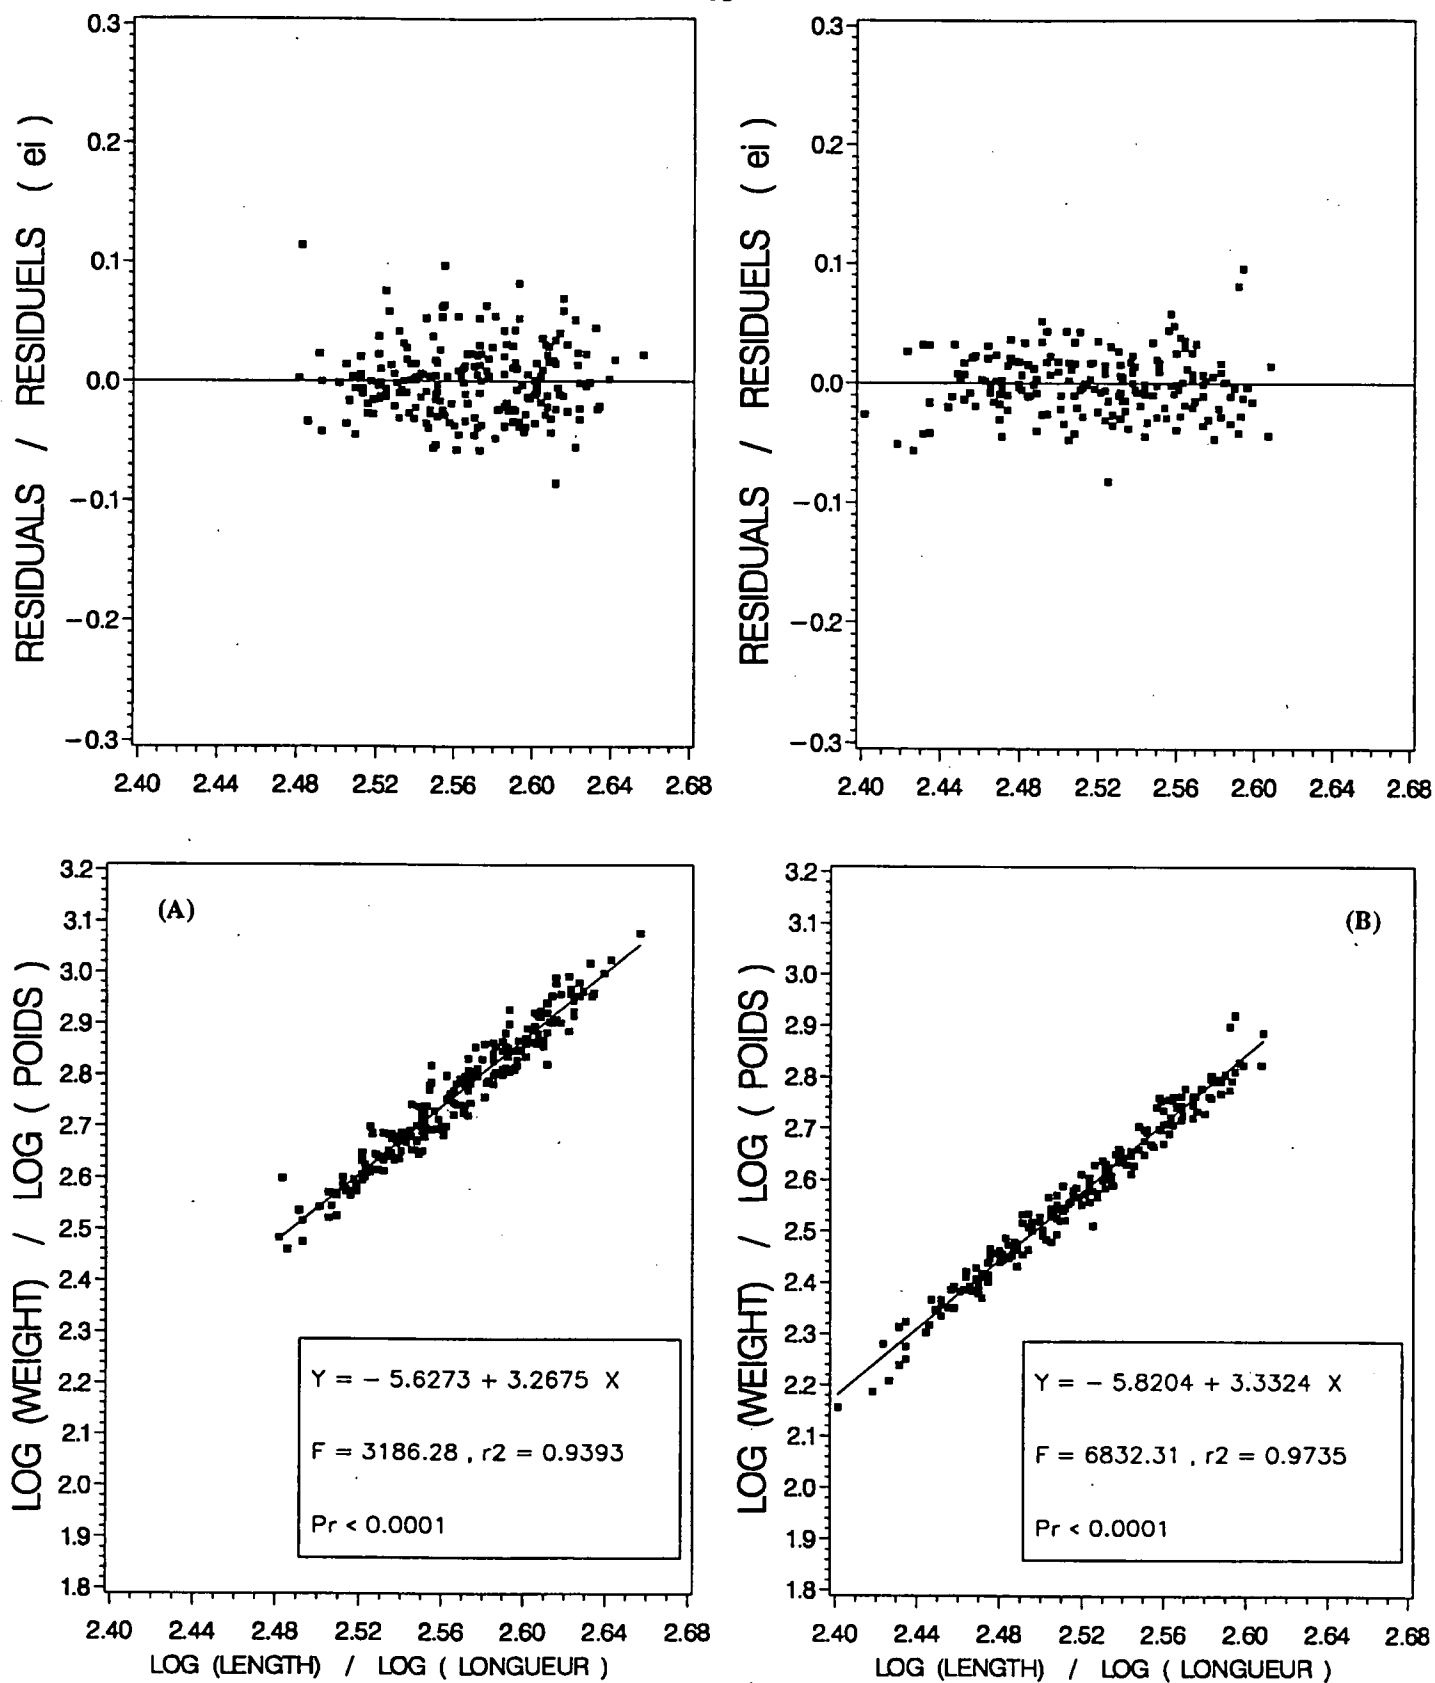 0.3
0.2
0.1
0.0
−0.1
−0.2
−0.3
RESIDUALS / RESIDUELS ( ei )
2.40 2.44 2.48 2.52 2.56 2.60 2.64 2.68
0.3
0.2
0.1
0.0
−0.1
−0.2
−0.3
RESIDUALS / RESIDUELS ( ei )
2.40 2.44 2.48 2.52 2.56 2.60 2.64 2.68
3.2
3.1
3.0
2.9
2.8
2.7
2.6
2.5
2.4
2.3
2.2
2.1
2.0
1.9
1.8
LOG (WEIGHT) / LOG ( POIDS )
(A)
Y = − 5.6273 + 3.2675 X
F = 3186.28 , r2 = 0.9393
Pr < 0.0001
2.40 2.44 2.48 2.52 2.56 2.60 2.64 2.68
LOG (LENGTH) / LOG ( LONGUEUR )
3.2
3.1
3.0
2.9
2.8
2.7
2.6
2.5
2.4
2.3
2.2
2.1
2.0
1.9
1.8
LOG (WEIGHT) / LOG ( POIDS )
(B)
Y = − 5.8204 + 3.3324 X
F = 6832.31 , r2 = 0.9735
Pr < 0.0001
2.40 2.44 2.48 2.52 2.56 2.60 2.64 2.68
LOG (LENGTH) / LOG ( LONGUEUR )